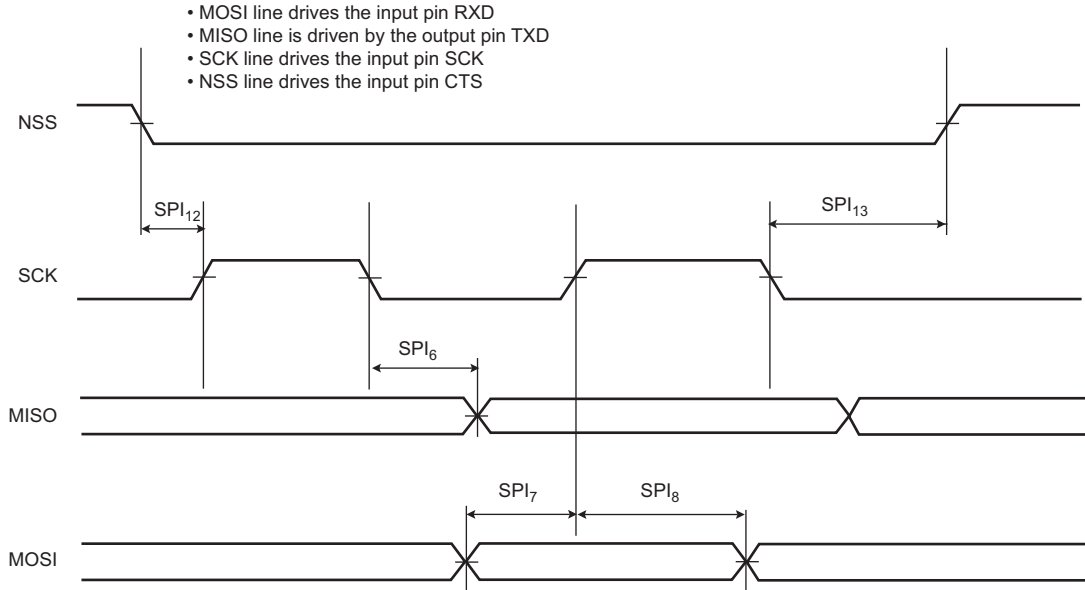 • MOSI line drives the input pin RXD
• MISO line is driven by the output pin TXD
• SCK line drives the input pin SCK
• NSS line drives the input pin CTS
NSS
SPI₁₂
SPI₁₃
SCK
SPI₆
MISO
SPI₇
SPI₈
MOSI